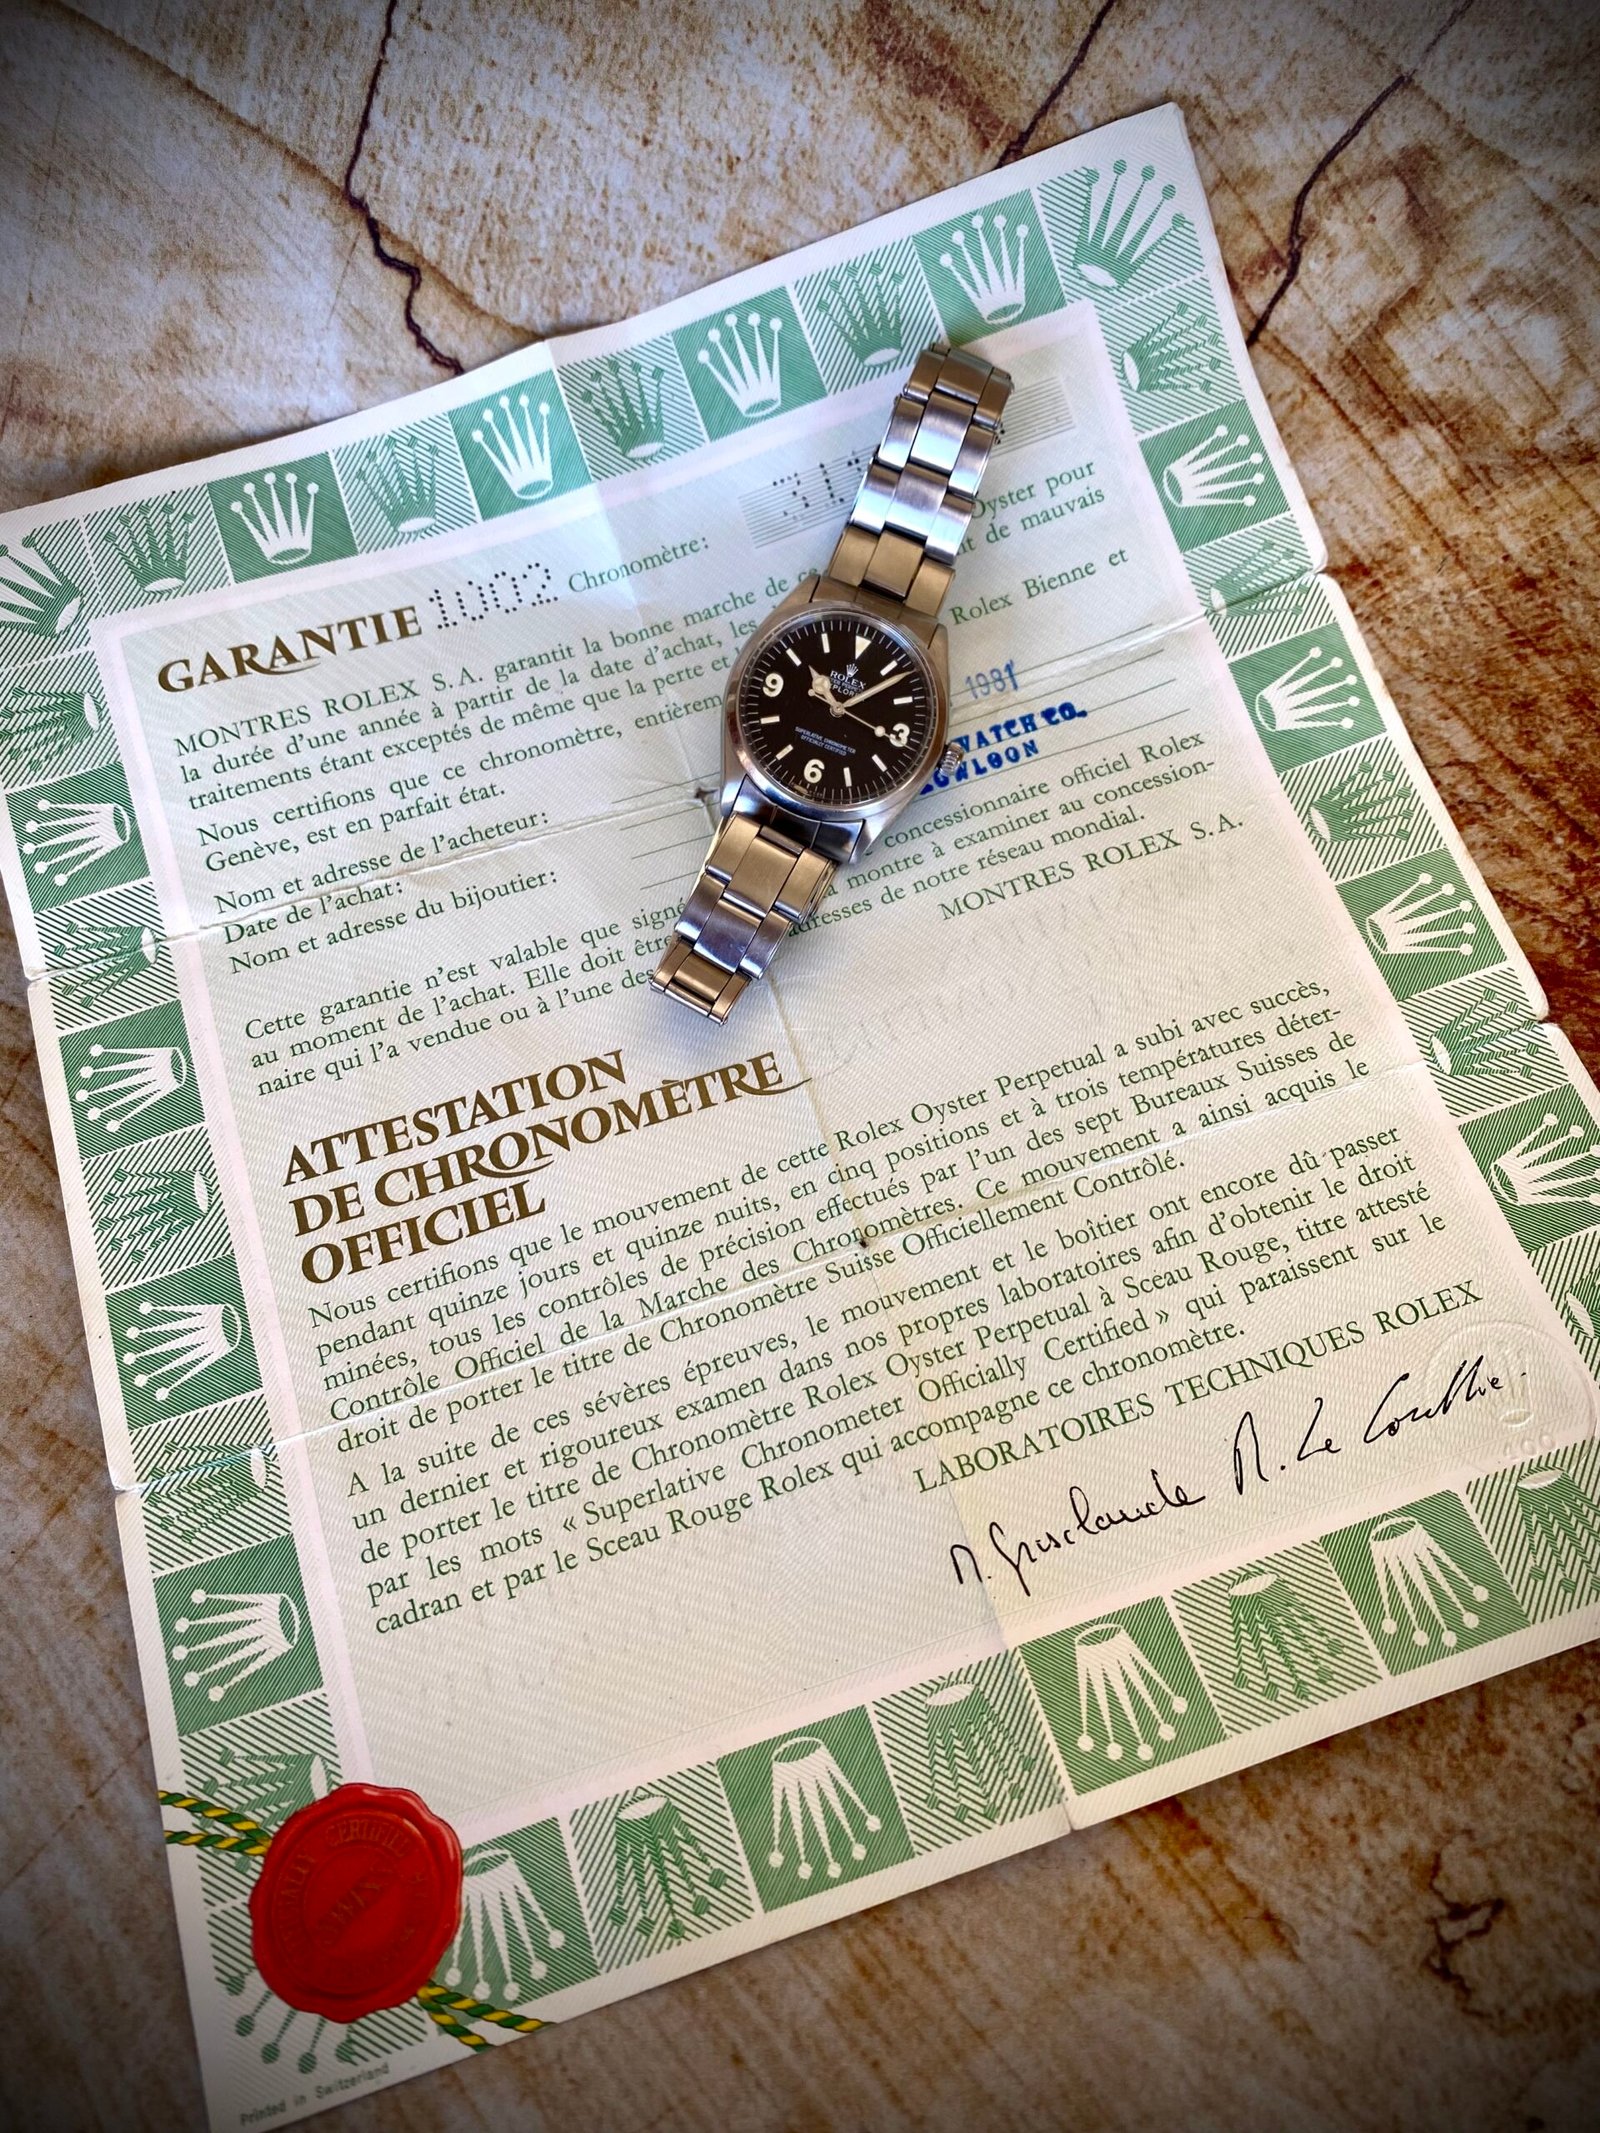 GARANTIE 1002 Chronomètre: 31
MONTRES ROLEX S.A. garantit la bonne marche de ce Oyster pour
la durée d'une année à partir de la date d'achat, les de mauvais
traitements étant exceptés de même que la perte et
Nous certifions que ce chronomètre, entièrem Rolex Bienne et
Genève, est en parfait état.
Nom et adresse de l'acheteur:
Date de l'achat: 1981
Nom et adresse du bijoutier: WATCH CO.
KOWLOON
Cette garantie n'est valable que signé concessionnaire officiel Rolex
au moment de l'achat. Elle doit être la montre à examiner au concession-
naire qui l'a vendue ou à l'une des adresses de notre réseau mondial.
MONTRES ROLEX S.A.
ATTESTATION
DE CHRONOMÈTRE
OFFICIEL
Nous certifions que le mouvement de cette Rolex Oyster Perpetual a subi avec succès,
pendant quinze jours et quinze nuits, en cinq positions et à trois températures déter-
minées, tous les contrôles de précision effectués par l'un des sept Bureaux Suisses de
Contrôle Officiel de la Marche des Chronomètres. Ce mouvement a ainsi acquis le
droit de porter le titre de Chronomètre Suisse Officiellement Contrôlé.
A la suite de ces sévères épreuves, le mouvement et le boîtier ont encore dû passer
un dernier et rigoureux examen dans nos propres laboratoires afin d'obtenir le droit
de porter le titre de Chronomètre Rolex Oyster Perpetual à Sceau Rouge, titre attesté
par les mots « Superlative Chronometer Officially Certified » qui paraissent sur le
cadran et par le Sceau Rouge Rolex qui accompagne ce chronomètre.
LABORATOIRES TECHNIQUES ROLEX
Printed in Switzerland
ROLEX
SUPERLATIVE CHRONOMETER
OFFICIALLY CERTIFIED
9
3
6